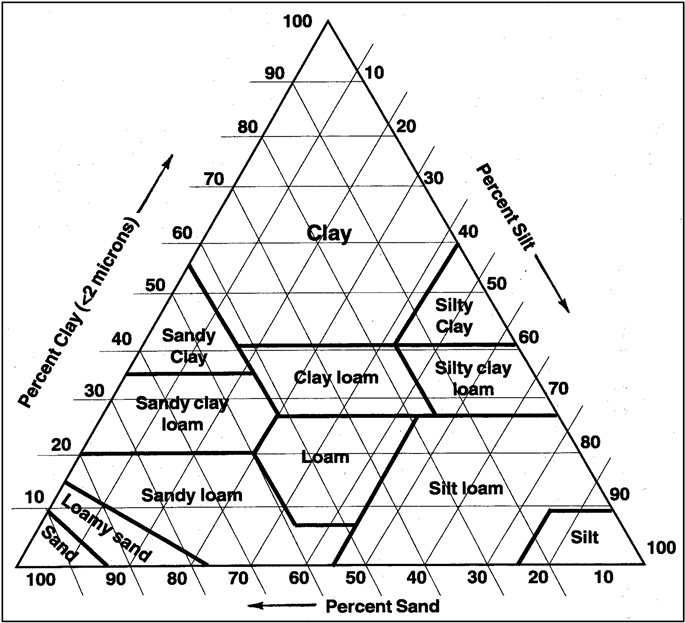 100
90
10
80
20
70
30
Percent Silt
Clay
60
40
Percent Clay (<2 microns)
50
50
Silty
Clay
Sandy
Clay
40
60
Clay loam
Silty clay
loam
30
70
Sandy clay
loam
20
80
Loam
Sandy loam
Silt loam
10
90
Loamy sand
Sand
Silt
100
100 90 80 70 60 50 40 30 20 10
Percent Sand